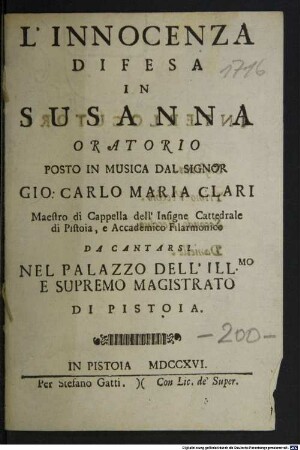 L'INNOCENZA
DIFESA
IN
SUSANNA
ORATORIO
POSTO IN MUSICA DAL SIGNOR
GIO: CARLO MARIA CLARI
Maestro di Cappella dell' Insigne Cattedrale
di Pistoia, e Accademico Filarmonico
DA CANTARSI
NEL PALAZZO DELL' ILL.MO
E SUPREMO MAGISTRATO
DI PISTOIA.
IN PISTOIA MDCCXVI.
Per Stefano Gatti. )( Con Lic. de' Super.
1716
-200-